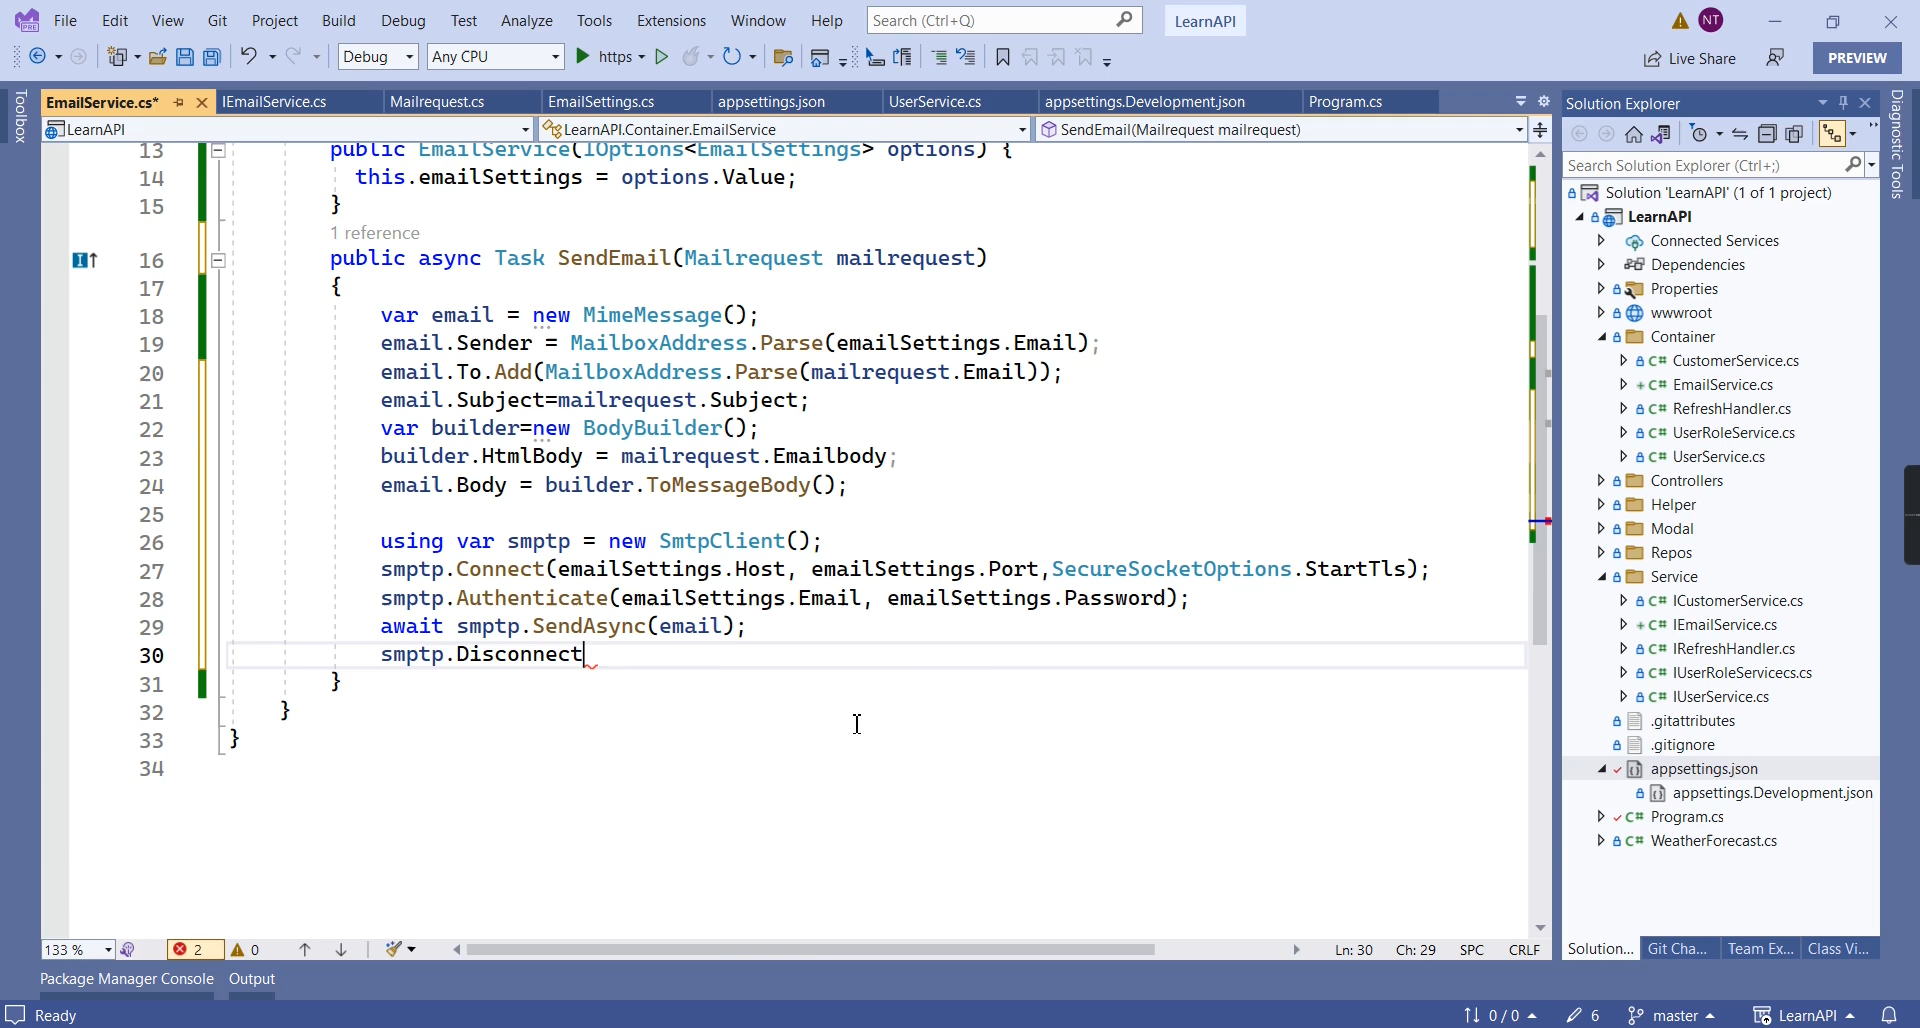 File Edit View Git Project Build Debug Test Analyze Tools Extensions Window Help Search (Ctrl+Q) LearnAPI NT
Debug Any CPU https Live Share PREVIEW
Toolbox EmailService.cs* IEmailService.cs Mailrequest.cs EmailSettings.cs appsettings.json UserService.cs appsettings.Development.json Program.cs
LearnAPI LearnAPI.Container.EmailService SendEmail(Mailrequest mailrequest)
13 public EmailService(IOptions<EmailSettings> options) {
14 this.emailSettings = options.Value;
15 }
1 reference
16 public async Task SendEmail(Mailrequest mailrequest)
17 {
18 var email = new MimeMessage();
19 email.Sender = MailboxAddress.Parse(emailSettings.Email);
20 email.To.Add(MailboxAddress.Parse(mailrequest.Email));
21 email.Subject=mailrequest.Subject;
22 var builder=new BodyBuilder();
23 builder.HtmlBody = mailrequest.Emailbody;
24 email.Body = builder.ToMessageBody();
25
26 using var smptp = new SmtpClient();
27 smptp.Connect(emailSettings.Host, emailSettings.Port,SecureSocketOptions.StartTls);
28 smptp.Authenticate(emailSettings.Email, emailSettings.Password);
29 await smptp.SendAsync(email);
30 smptp.Disconnect
31 }
32 }
33 }
34
133 % 2 0 Ln: 30 Ch: 29 SPC CRLF
Package Manager Console Output
Solution Explorer
Search Solution Explorer (Ctrl+;)
Solution 'LearnAPI' (1 of 1 project)
LearnAPI
Connected Services
Dependencies
Properties
wwwroot
Container
C# CustomerService.cs
+ C# EmailService.cs
C# RefreshHandler.cs
C# UserRoleService.cs
C# UserService.cs
Controllers
Helper
Modal
Repos
Service
C# ICustomerService.cs
+ C# IEmailService.cs
C# IRefreshHandler.cs
C# IUserRoleServicecs.cs
C# IUserService.cs
.gitattributes
.gitignore
appsettings.json
appsettings.Development.json
C# Program.cs
C# WeatherForecast.cs
Solution... Git Cha... Team Ex... Class Vi...
Diagnostic Tools
Ready 0 / 0 6 master LearnAPI